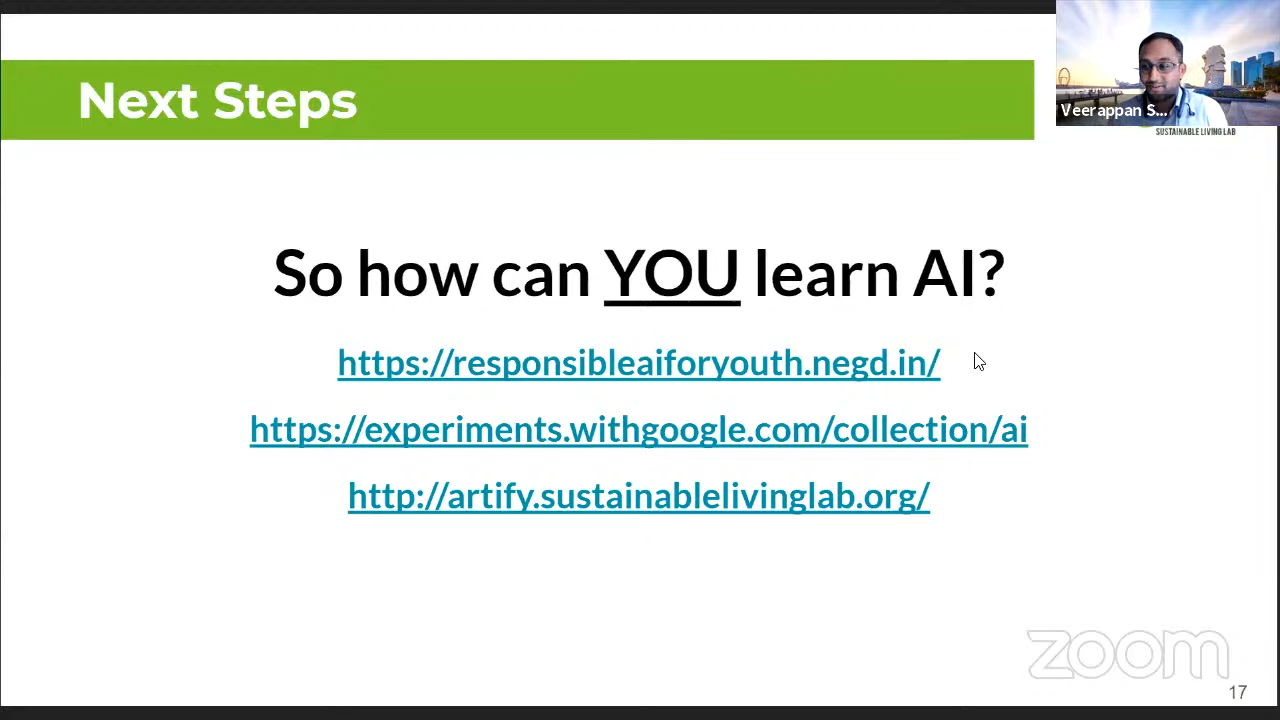 Next Steps
Veerappan S...
SUSTAINABLE LIVING LAB
So how can YOU learn AI?
https://responsibleaiforyouth.negd.in/
https://experiments.withgoogle.com/collection/ai
http://artify.sustainablelivinglab.org/
zoom
17